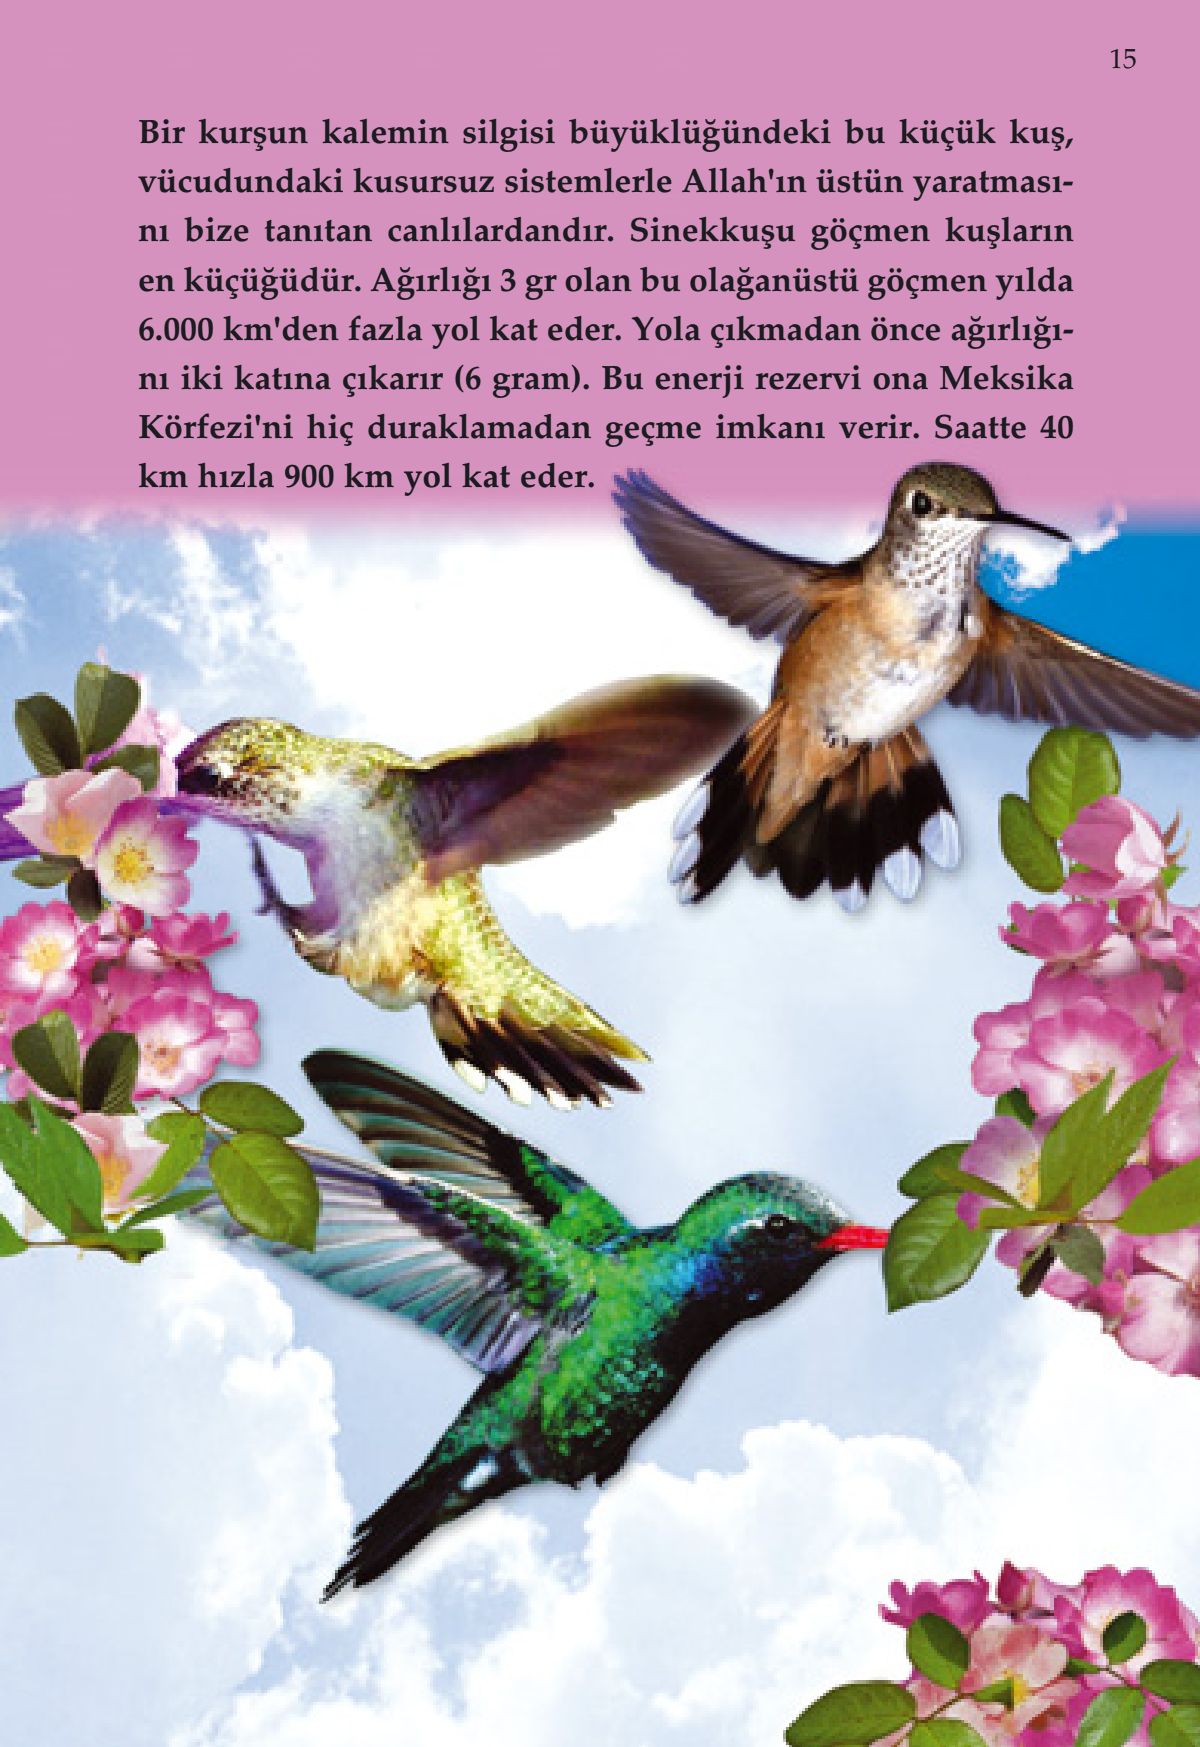 15
Bir kurşun kalemin silgisi büyüklüğündeki bu küçük kuş,
vücudundaki kusursuz sistemlerle Allah'ın üstün yaratması-
nı bize tanıtan canlılardandır. Sinekkuşu göçmen kuşların
en küçüğüdür. Ağırlığı 3 gr olan bu olağanüstü göçmen yılda
6.000 km'den fazla yol kat eder. Yola çıkmadan önce ağırlığı-
nı iki katına çıkarır (6 gram). Bu enerji rezervi ona Meksika
Körfezi'ni hiç duraklamadan geçme imkanı verir. Saatte 40
km hızla 900 km yol kat eder.